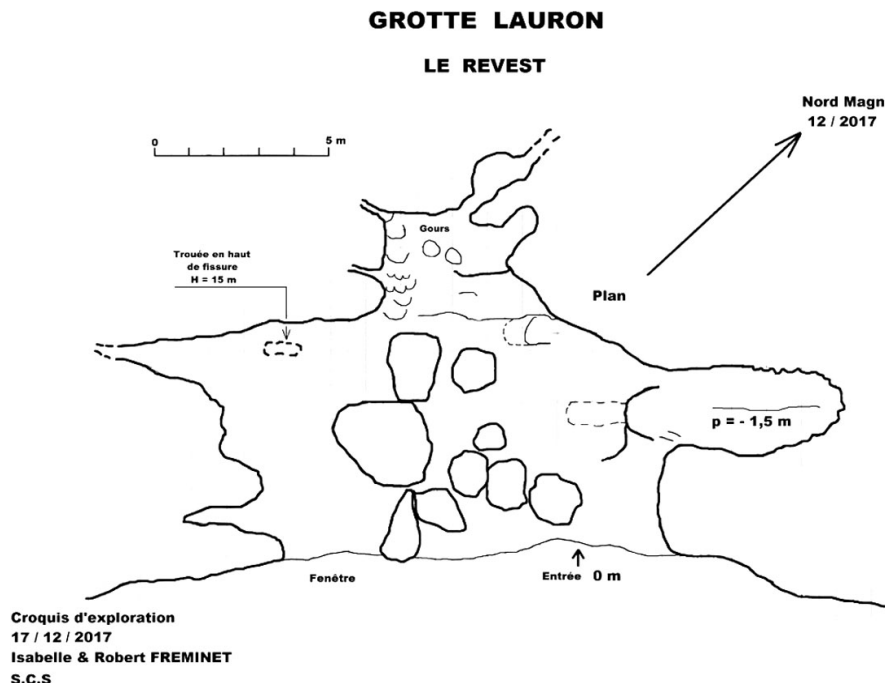 GROTTE LAURON
LE REVEST
Nord Magn
12 / 2017
0 5 m
Gours
Trouée en haut
de fissure
H = 15 m
Plan
p = - 1,5 m
Fenêtre
Entrée 0 m
Croquis d'exploration
17 / 12 / 2017
Isabelle & Robert FREMINET
S.C.S